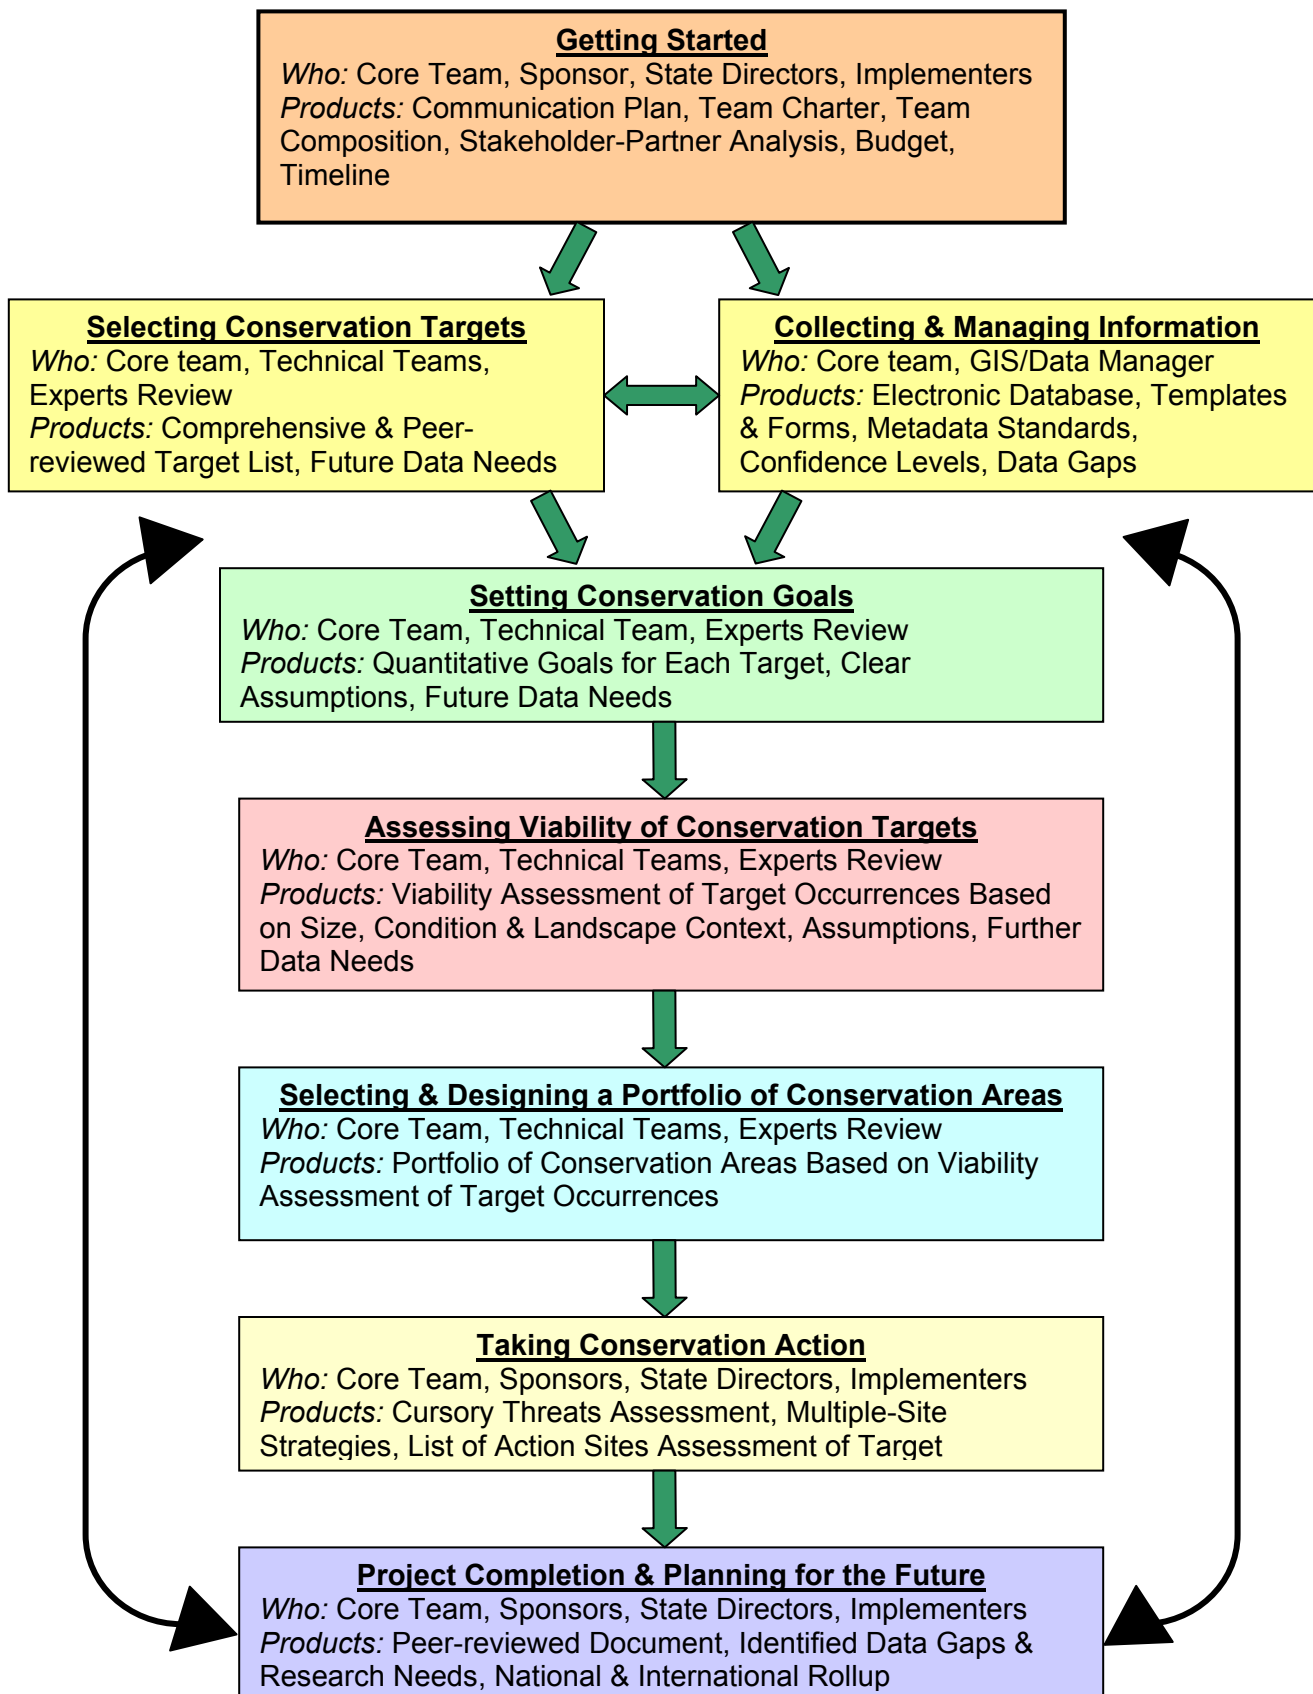 Getting Started
Who: Core Team, Sponsor, State Directors, Implementers
Products: Communication Plan, Team Charter, Team
Composition, Stakeholder-Partner Analysis, Budget,
Timeline
Selecting Conservation Targets
Who: Core team, Technical Teams,
Experts Review
Products: Comprehensive & Peer-
reviewed Target List, Future Data Needs
Collecting & Managing Information
Who: Core team, GIS/Data Manager
Products: Electronic Database, Templates
& Forms, Metadata Standards,
Confidence Levels, Data Gaps
Setting Conservation Goals
Who: Core Team, Technical Team, Experts Review
Products: Quantitative Goals for Each Target, Clear
Assumptions, Future Data Needs
Assessing Viability of Conservation Targets
Who: Core Team, Technical Teams, Experts Review
Products: Viability Assessment of Target Occurrences Based
on Size, Condition & Landscape Context, Assumptions, Further
Data Needs
Selecting & Designing a Portfolio of Conservation Areas
Who: Core Team, Technical Teams, Experts Review
Products: Portfolio of Conservation Areas Based on Viability
Assessment of Target Occurrences
Taking Conservation Action
Who: Core Team, Sponsors, State Directors, Implementers
Products: Cursory Threats Assessment, Multiple-Site
Strategies, List of Action Sites Assessment of Target
Project Completion & Planning for the Future
Who: Core Team, Sponsors, State Directors, Implementers
Products: Peer-reviewed Document, Identified Data Gaps &
Research Needs, National & International Rollup